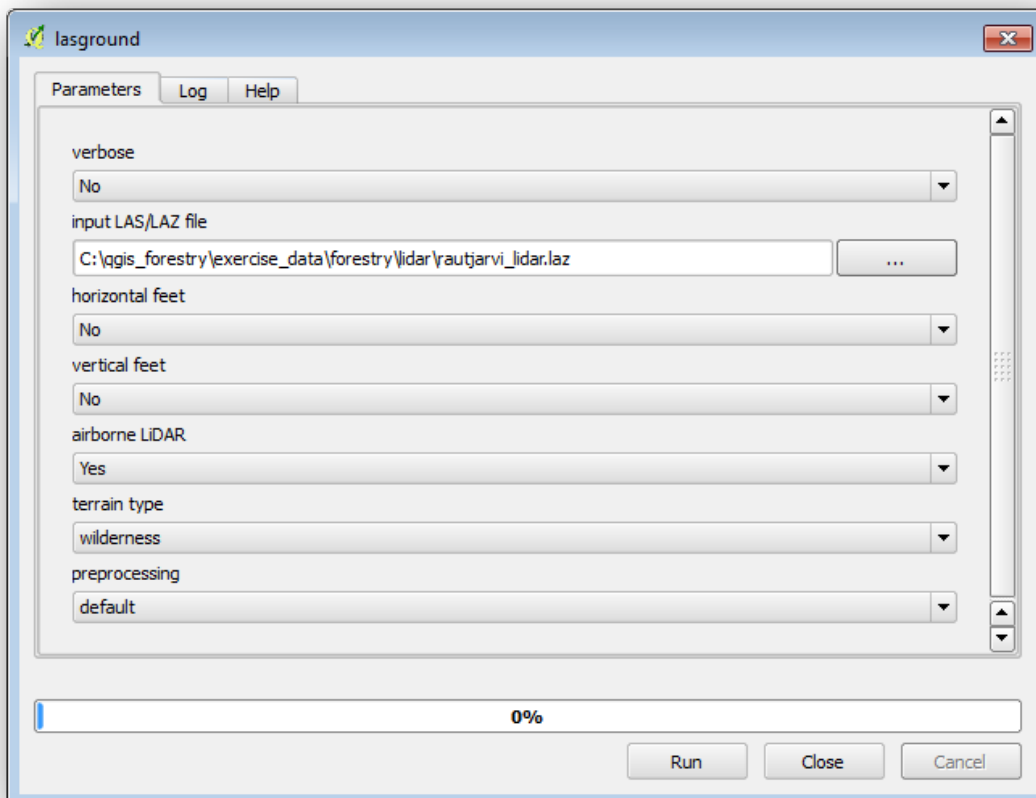 lasground
Parameters Log Help
verbose
No
input LAS/LAZ file
C:\qgis_forestry\exercise_data\forestry\lidar\rautjarvi_lidar.laz ...
horizontal feet
No
vertical feet
No
airborne LiDAR
Yes
terrain type
wilderness
preprocessing
default
0%
Run Close Cancel